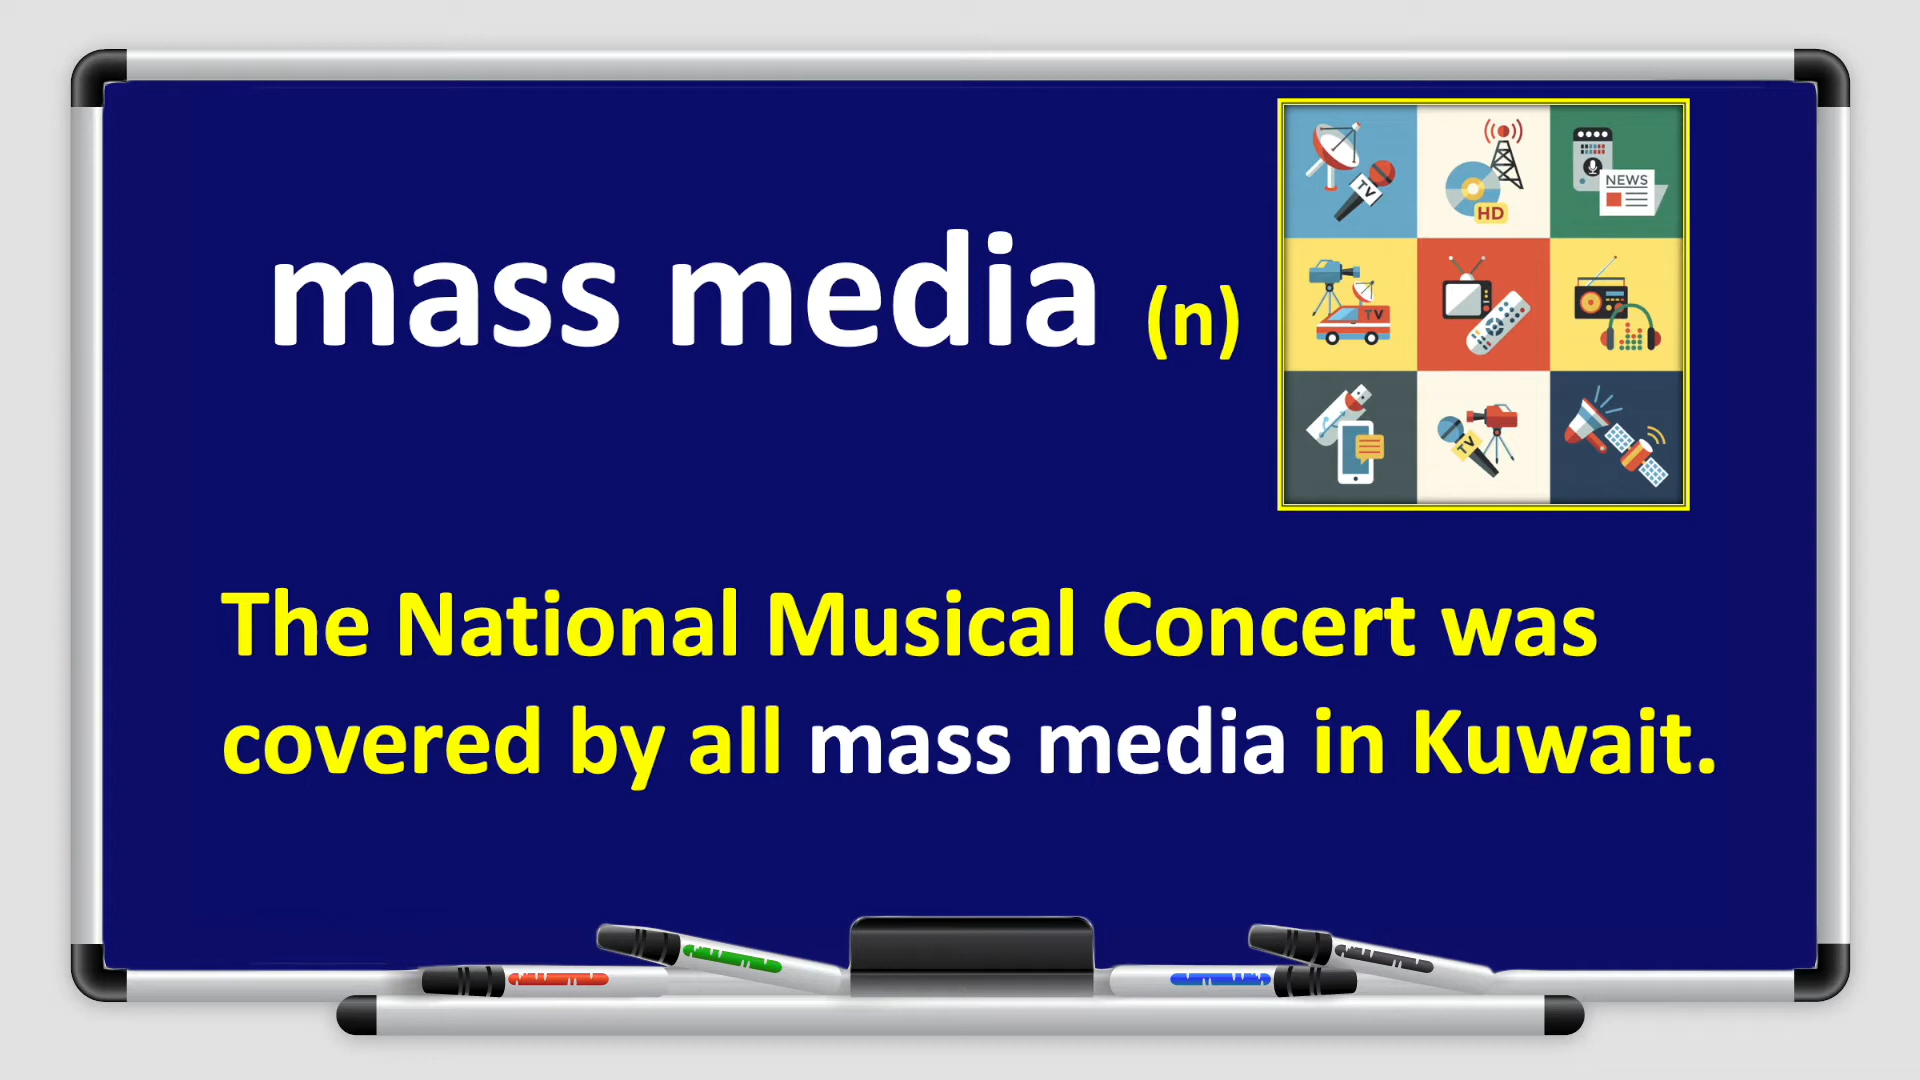 mass media (n)
TV
HD
NEWS
TV
TV
The National Musical Concert was
covered by all mass media in Kuwait.